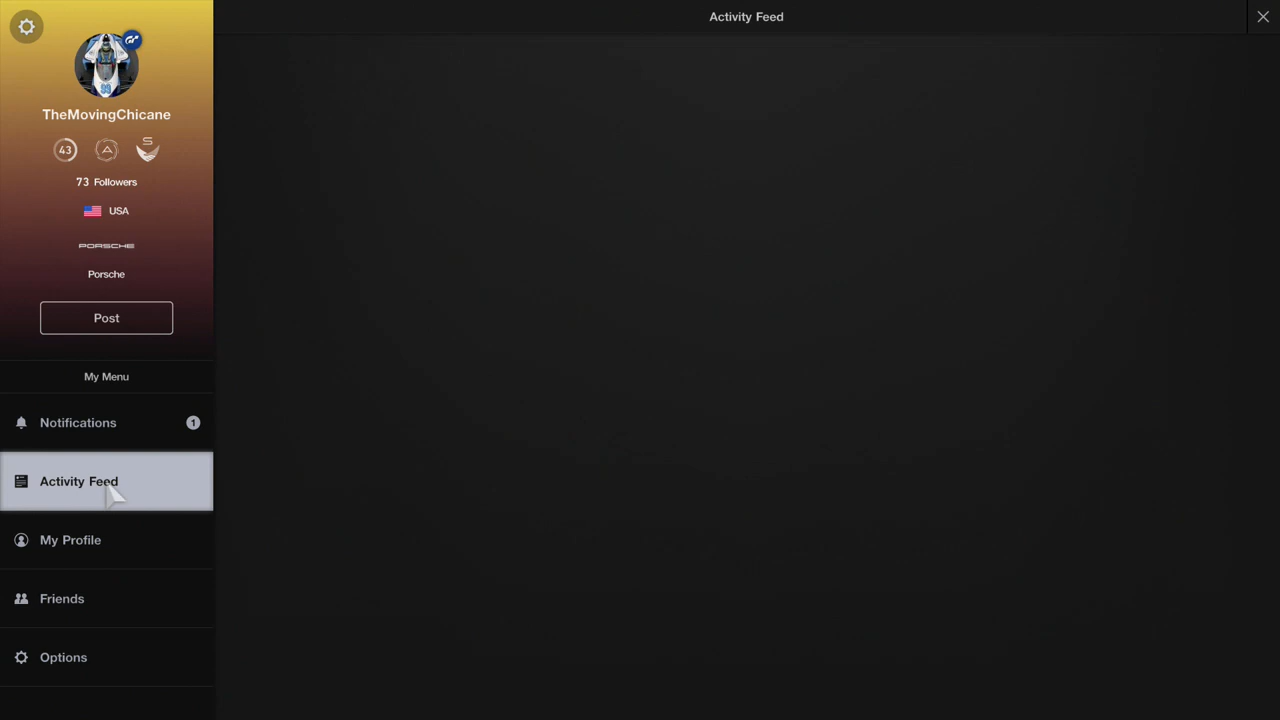 Activity Feed
TheMovingChicane
43
S
73 Followers
USA
PORSCHE
Porsche
Post
My Menu
Notifications 1
Activity Feed
My Profile
Friends
Options